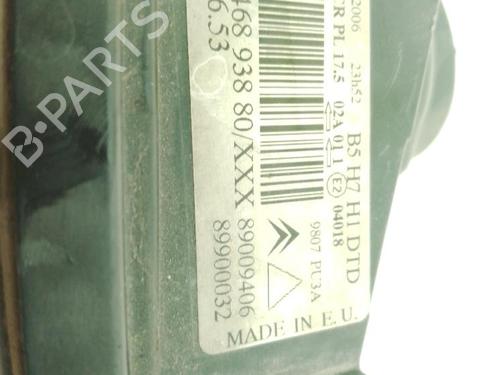 2006 23h52 B5 H7 H1 DTD
CR PL 17.5 02A 01 1 E2 04018
9807 PU3A
468 938 80/XXX 89009406
6.53 89900032
MADE IN E.U.
B-PARTS